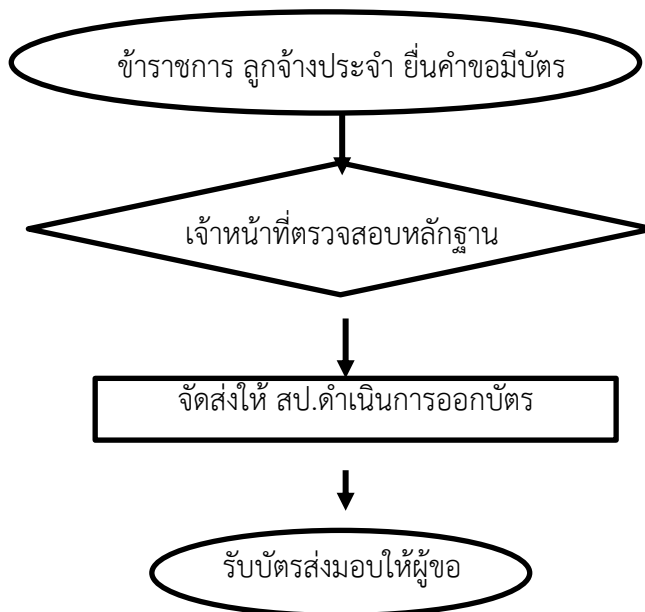 ข้าราชการ ลูกจ้างประจำ ยื่นคำขอมีบัตร
เจ้าหน้าที่ตรวจสอบหลักฐาน
จัดส่งให้ สป.ดำเนินการออกบัตร
รับบัตรส่งมอบให้ผู้ขอ